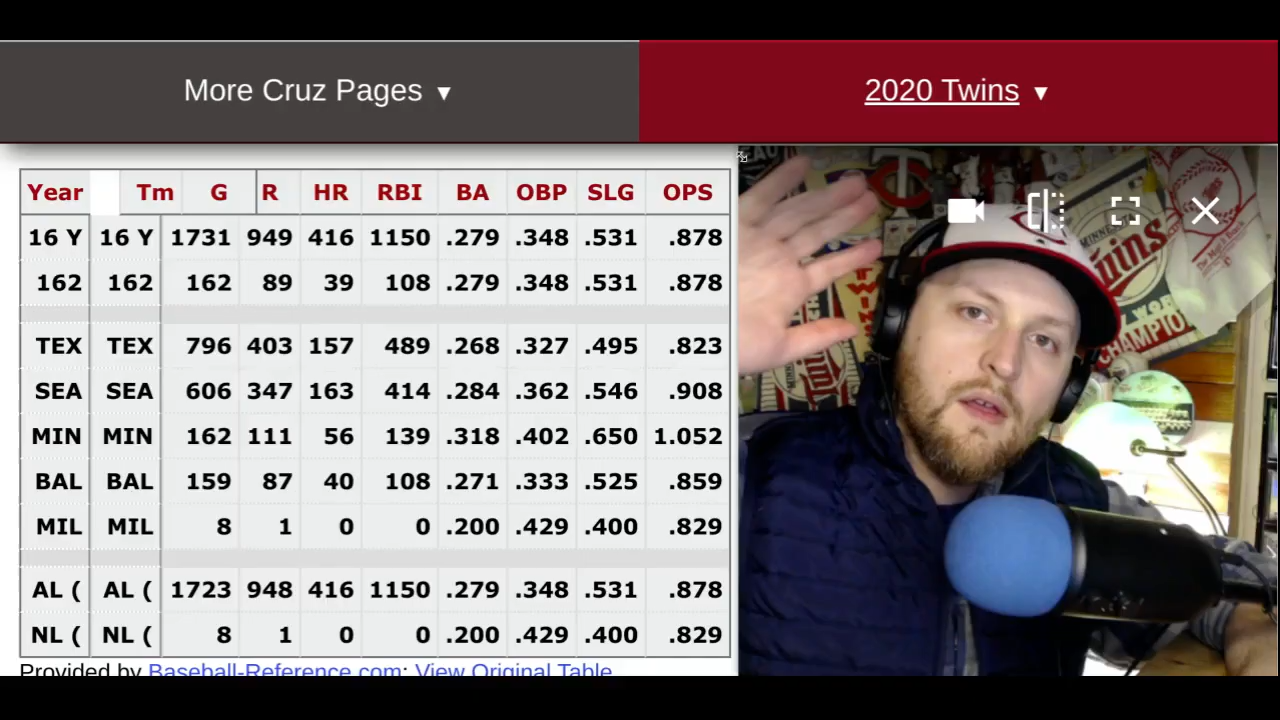 More Cruz Pages ▼
2020 Twins ▼
Year Tm G R HR RBI BA OBP SLG OPS
16 Y 16 Y 1731 949 416 1150 .279 .348 .531 .878
162 162 162 89 39 108 .279 .348 .531 .878
TEX TEX 796 403 157 489 .268 .327 .495 .823
SEA SEA 606 347 163 414 .284 .362 .546 .908
MIN MIN 162 111 56 139 .318 .402 .650 1.052
BAL BAL 159 87 40 108 .271 .333 .525 .859
MIL MIL 8 1 0 0 .200 .429 .400 .829
AL ( AL ( 1723 948 416 1150 .279 .348 .531 .878
NL ( NL ( 8 1 0 0 .200 .429 .400 .829
Provided by Baseball-Reference.com: View Original Table
MINNE
Twins
CHAMPIO